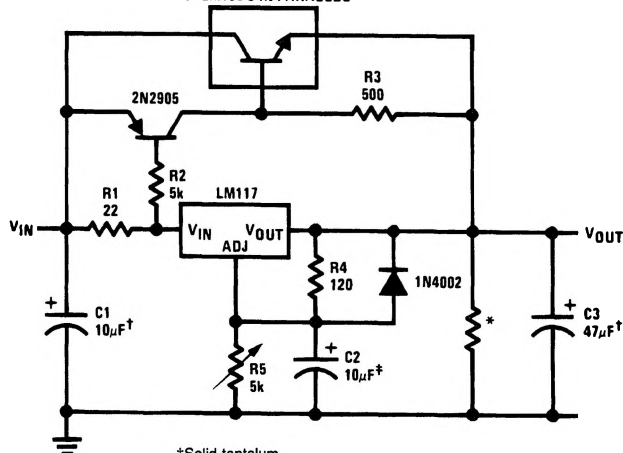 2N2905
R3
500
R2
5k
R1
22
LM117
VIN
VIN
VOUT
ADJ
VOUT
R4
120
1N4002
*
C1
10μF†
R5
5k
C2
10μF‡
C3
47μF†
Solid tantalum